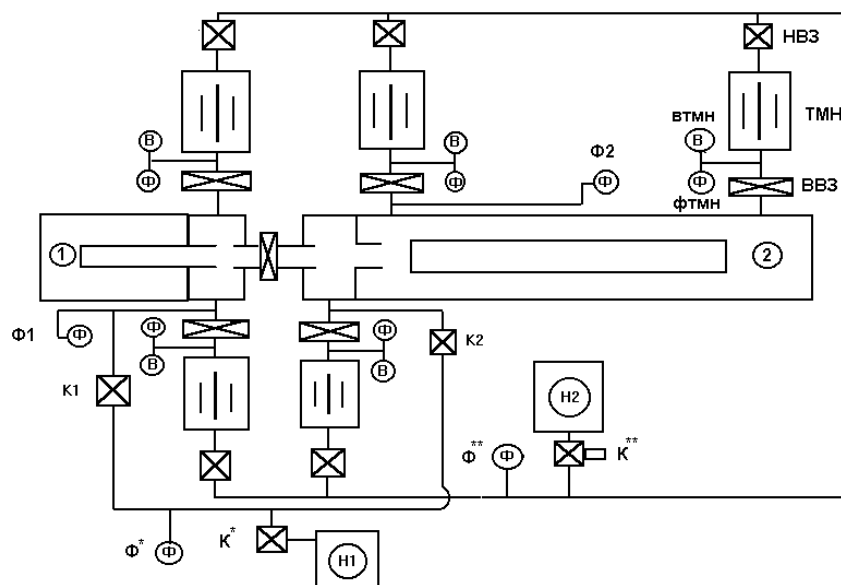 НВЗ
ТМН
В
В
втмн
В
Ф
Ф
Ф2
Ф
Ф
фтмн
ВВЗ
1
2
Ф1
Ф
Ф
В
Ф
В
К2
К1
Н2
Ф**
Ф
К**
Ф*
Ф
К*
Н1